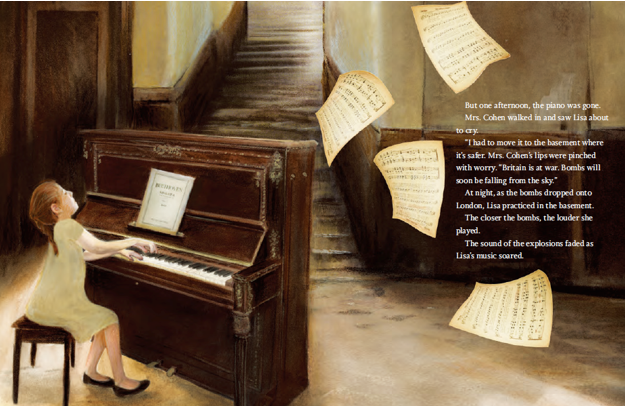 BEETHOVEN
But one afternoon, the piano was gone.
Mrs. Cohen walked in and saw Lisa about
to cry.
"I had to move it to the basement where
it's safer. Mrs. Cohen's lips were pinched
with worry. "Britain is at war. Bombs will
soon be falling from the sky."
At night, as the bombs dropped onto
London, Lisa practiced in the basement.
The closer the bombs, the louder she
played.
The sound of the explosions faded as
Lisa's music soared.